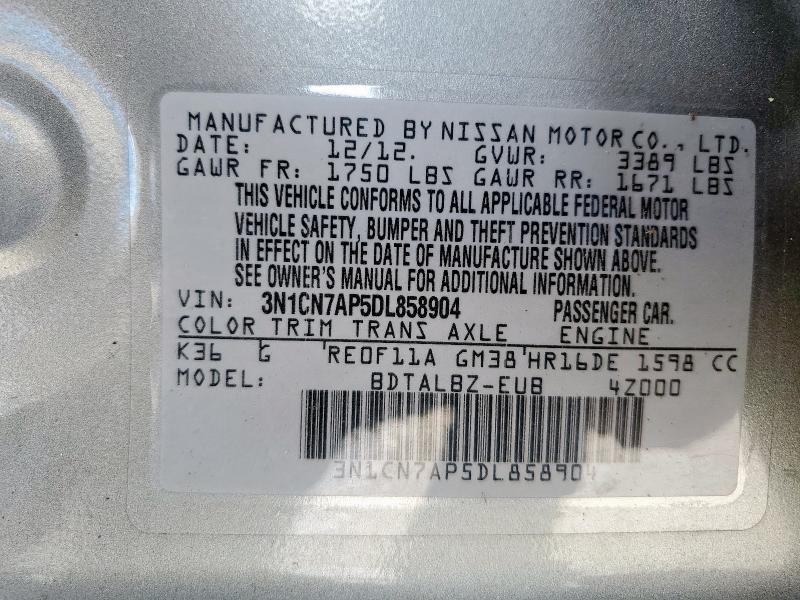 MANUFACTURED BY NISSAN MOTOR CO., LTD.
DATE: 12/12. GVWR: 3389 LBS
GAWR FR: 1750 LBS GAWR RR: 1671 LBS
THIS VEHICLE CONFORMS TO ALL APPLICABLE FEDERAL MOTOR
VEHICLE SAFETY, BUMPER AND THEFT PREVENTION STANDARDS
IN EFFECT ON THE DATE OF MANUFACTURE SHOWN ABOVE.
SEE OWNER'S MANUAL FOR ADDITIONAL INFORMATION.
VIN: 3N1CN7AP5DL858904 PASSENGER CAR.
COLOR TRIM TRANS AXLE ENGINE
K36 G RE0F11A GM38 HR16DE 1598 CC
MODEL: BDTALBZ-EUB 4Z000
3N1CN7AP5DL858904